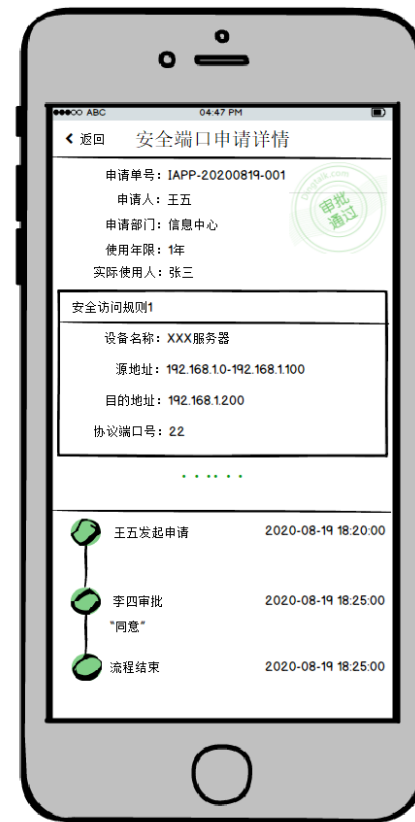 ABC 04:47 PM
返回 安全端口申请详情
申请单号：IAPP-20200819-001
Dingtalk.com
申请人：王五
审批
通过
申请部门：信息中心
使用年限：1年
实际使用人：张三
安全访问规则1
设备名称：XXX服务器
源地址：192.168.1.0-192.168.1.100
目的地址：192.168.1.200
协议端口号：22
······
王五发起申请 2020-08-19 18:20:00
李四审批 2020-08-19 18:25:00
“同意”
流程结束 2020-08-19 18:25:00